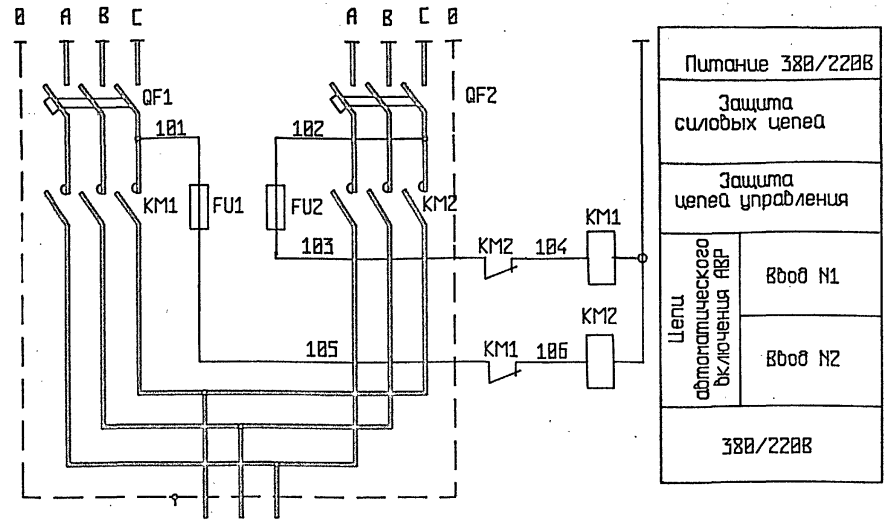 0 A B C
A B C 0
QF1
QF2
101
102
KM1
FU1
FU2
KM2
103
KM2
104
KM1
105
KM1
106
KM2
Питание 380/220В
Защита
силовых цепей
Защита
цепей управления
Цепи
автоматического
включения АВР
Ввод N1
Ввод N2
380/220В